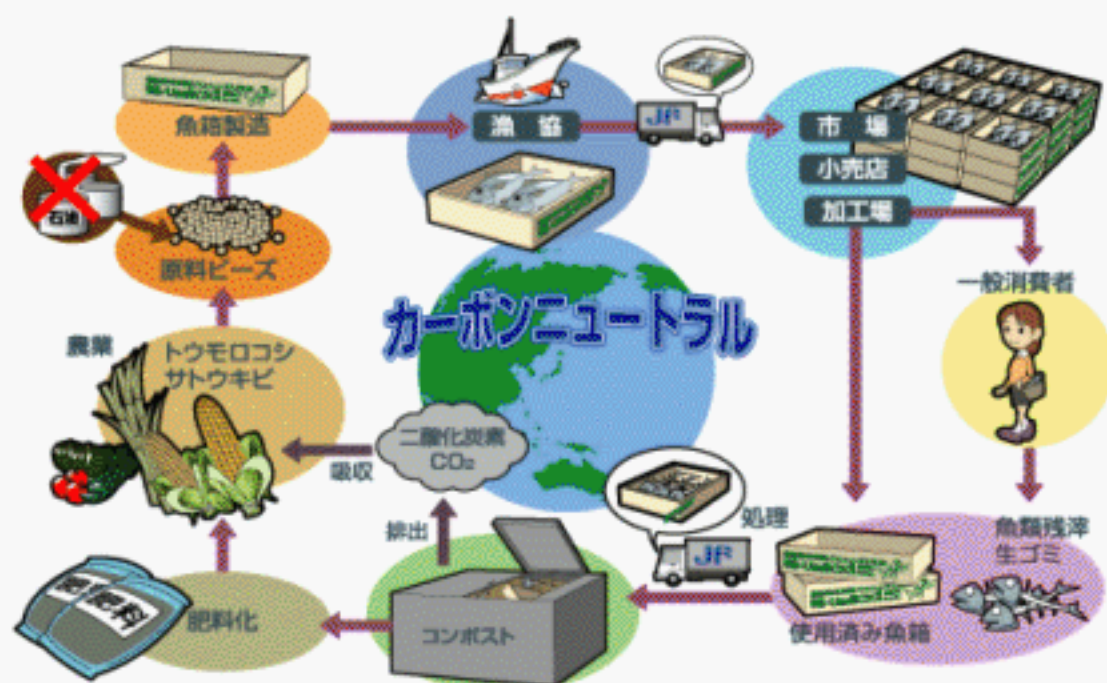 魚箱製造
漁協
JF
市場
小売店
加工場
石油
原料ビーズ
一般消費者
カーボンニュートラル
農業
トウモロコシ
サトウキビ
二酸化炭素
CO₂
吸収
排出
処理
JF
魚類残滓
生ゴミ
肥料
肥料化
コンポスト
使用済み魚箱